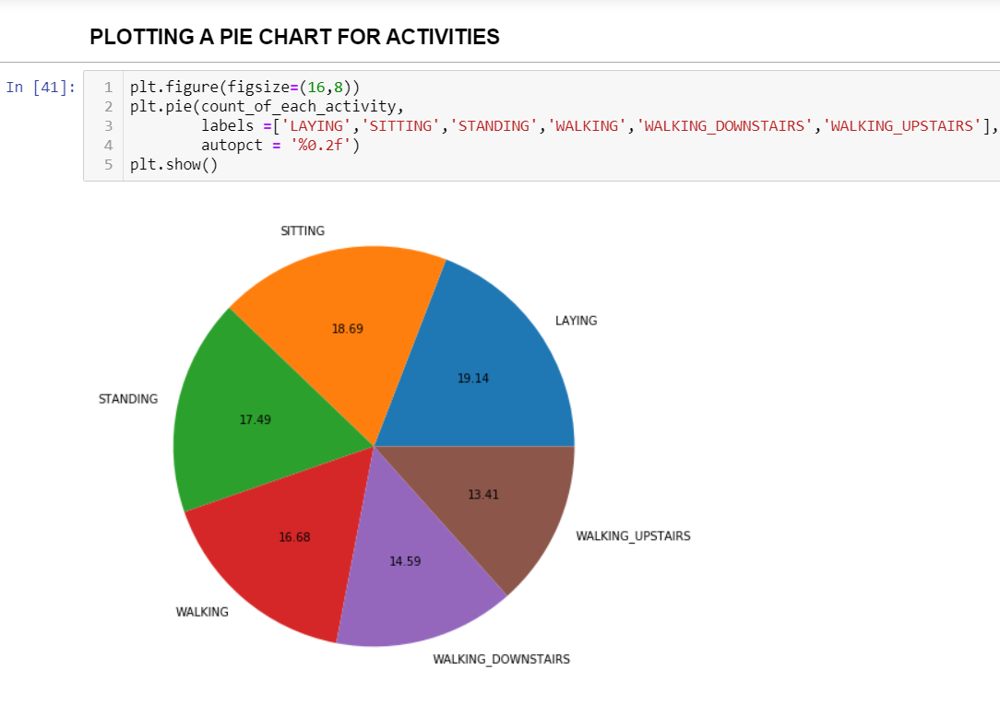 PLOTTING A PIE CHART FOR ACTIVITIES
In [41]:
1 plt.figure(figsize=(16,8))
2 plt.pie(count_of_each_activity,
3         labels =['LAYING','SITTING','STANDING','WALKING','WALKING_DOWNSTAIRS','WALKING_UPSTAIRS'],
4         autopct = '%0.2f')
5 plt.show()
SITTING
LAYING
18.69
19.14
STANDING
17.49
13.41
WALKING_UPSTAIRS
16.68
14.59
WALKING
WALKING_DOWNSTAIRS